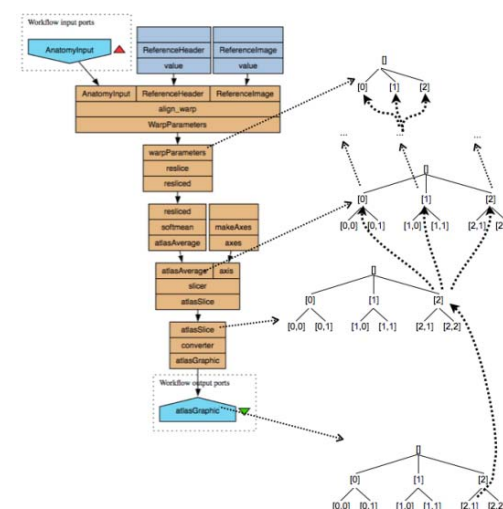 Workflow input ports
AnatomyInput
ReferenceHeader
value
ReferenceImage
value
AnatomyInput ReferenceHeader ReferenceImage
align_warp
WarpParameters
warpParameters
reslice
resliced
resliced
softmean
atlasAverage
makeAxes
axes
atlasAverage axis
slicer
atlasSlice
atlasSlice
converter
atlasGraphic
Workflow output ports
atlasGraphic
[]
[0] [1] [2]
... ... ...
[]
[0] [1] [2]
[0,0] [0,1] [1,0] [1,1] [2,1]
[]
[0] [1] [2]
[0,0] [0,1] [1,0] [1,1] [2,1] [2,2]
[]
[0] [1] [2]
[0,0] [0,1] [1,0] [1,1] [2,1] [2,2